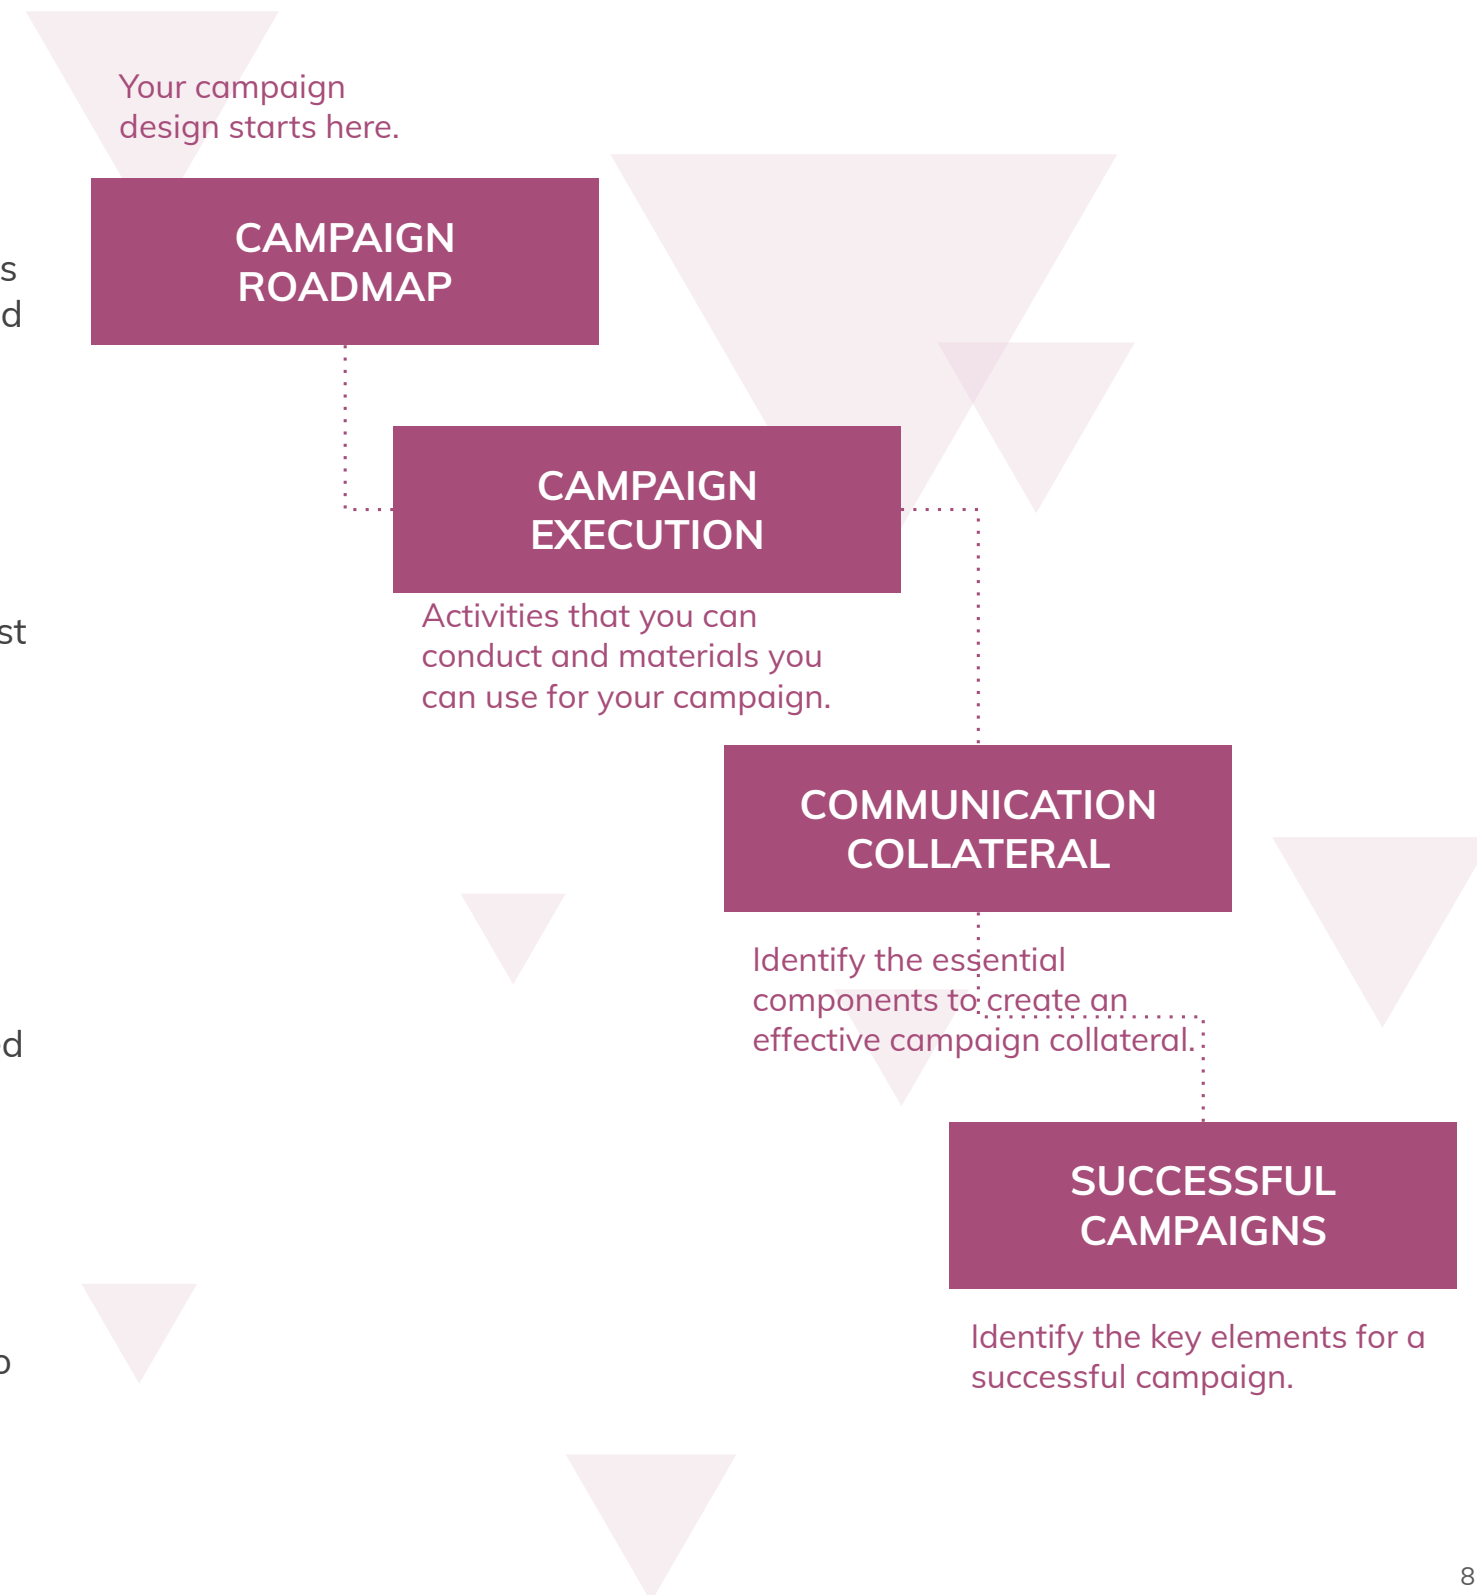 Your campaign
design starts here.
CAMPAIGN
ROADMAP
CAMPAIGN
EXECUTION
Activities that you can
conduct and materials you
can use for your campaign.
COMMUNICATION
COLLATERAL
Identify the essential
components to create an
effective campaign collateral.
SUCCESSFUL
CAMPAIGNS
Identify the key elements for a
successful campaign.
8